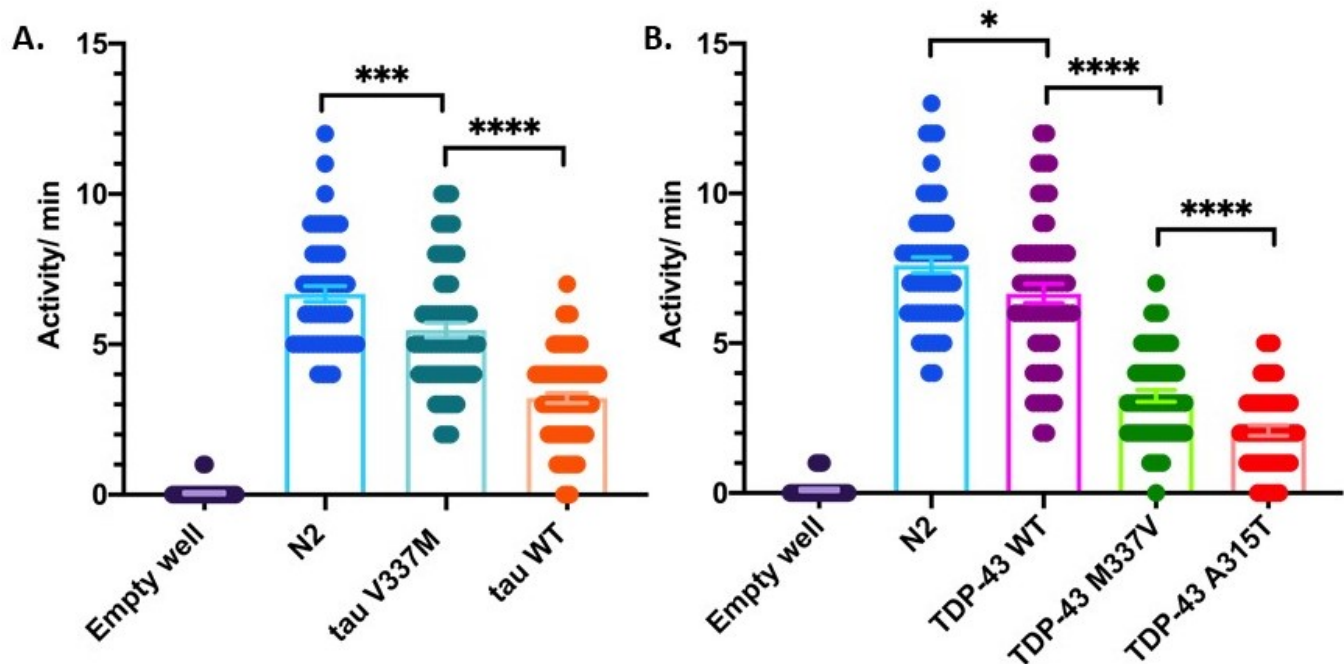 A.
Activity/ min
15
10
5
0
***
****
Empty well
N2
tau V337M
tau WT
B.
Activity/ min
15
10
5
0
*
****
****
Empty well
N2
TDP-43 WT
TDP-43 M337V
TDP-43 A315T